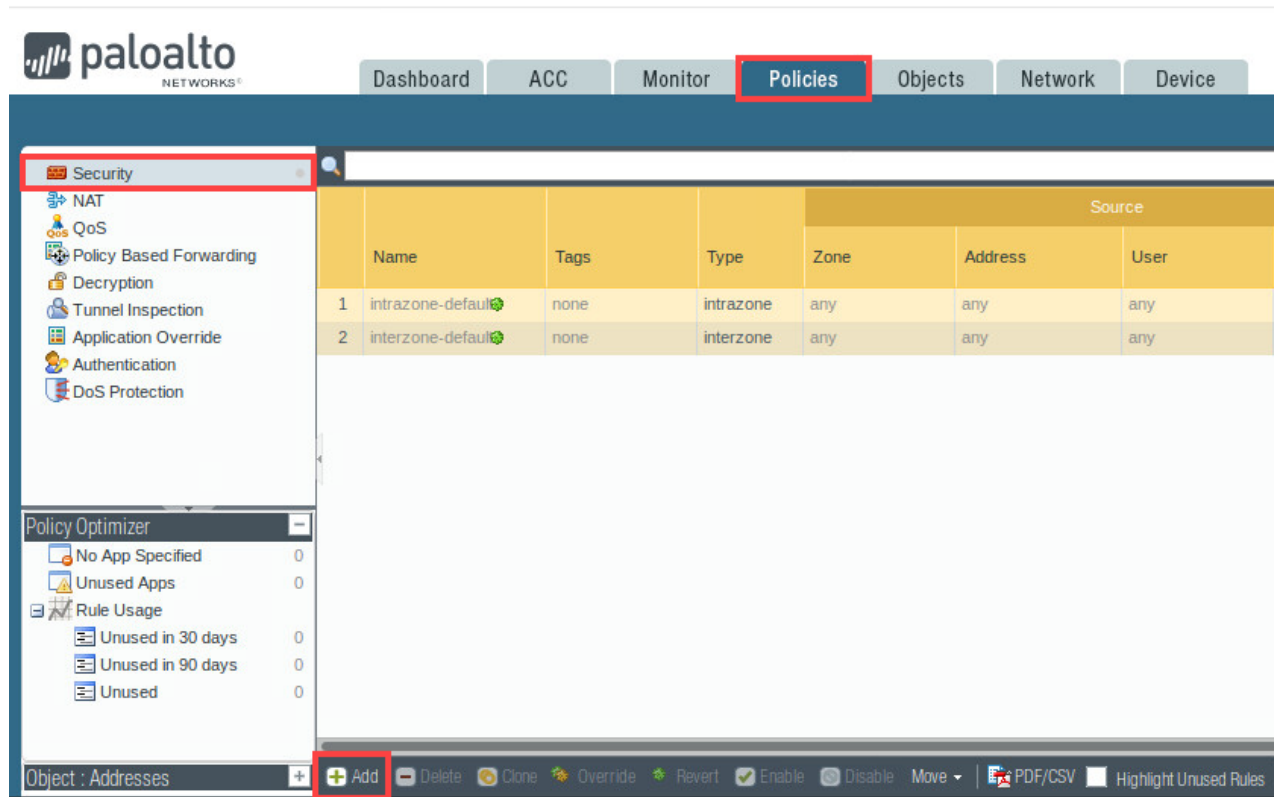 paloalto
NETWORKS®
Dashboard ACC Monitor Policies Objects Network Device
Security
NAT
QoS
Policy Based Forwarding
Decryption
Tunnel Inspection
Application Override
Authentication
DoS Protection
Source
Name Tags Type Zone Address User
1 intrazone-default none intrazone any any any
2 interzone-default none interzone any any any
Policy Optimizer
No App Specified 0
Unused Apps 0
Rule Usage
Unused in 30 days 0
Unused in 90 days 0
Unused 0
Object : Addresses
Add Delete Clone Override Revert Enable Disable Move PDF/CSV Highlight Unused Rules